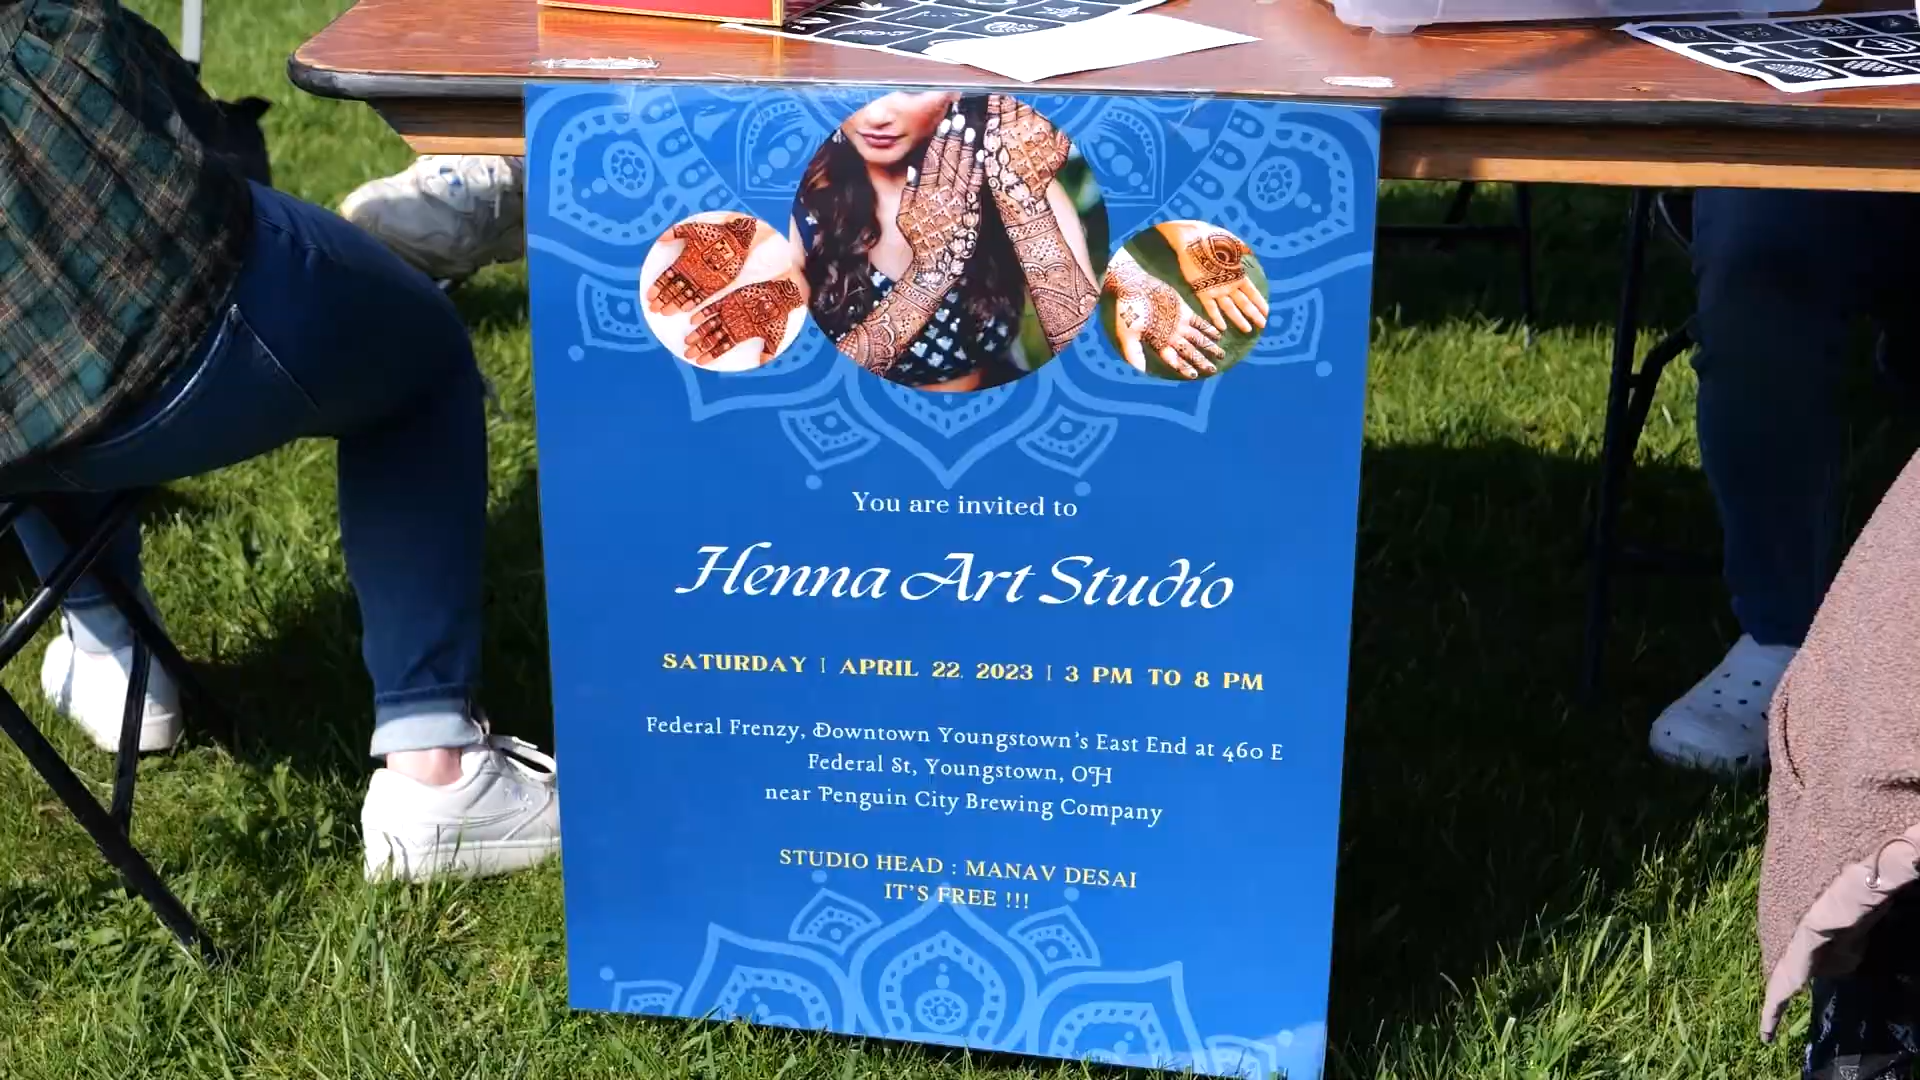 You are invited to
Henna Art Studio
SATURDAY | APRIL 22, 2023 | 3 PM TO 8 PM
Federal Frenzy, Downtown Youngstown's East End at 460 E
Federal St, Youngstown, OH
near Penguin City Brewing Company
STUDIO HEAD : MANAV DESAI
IT'S FREE !!!